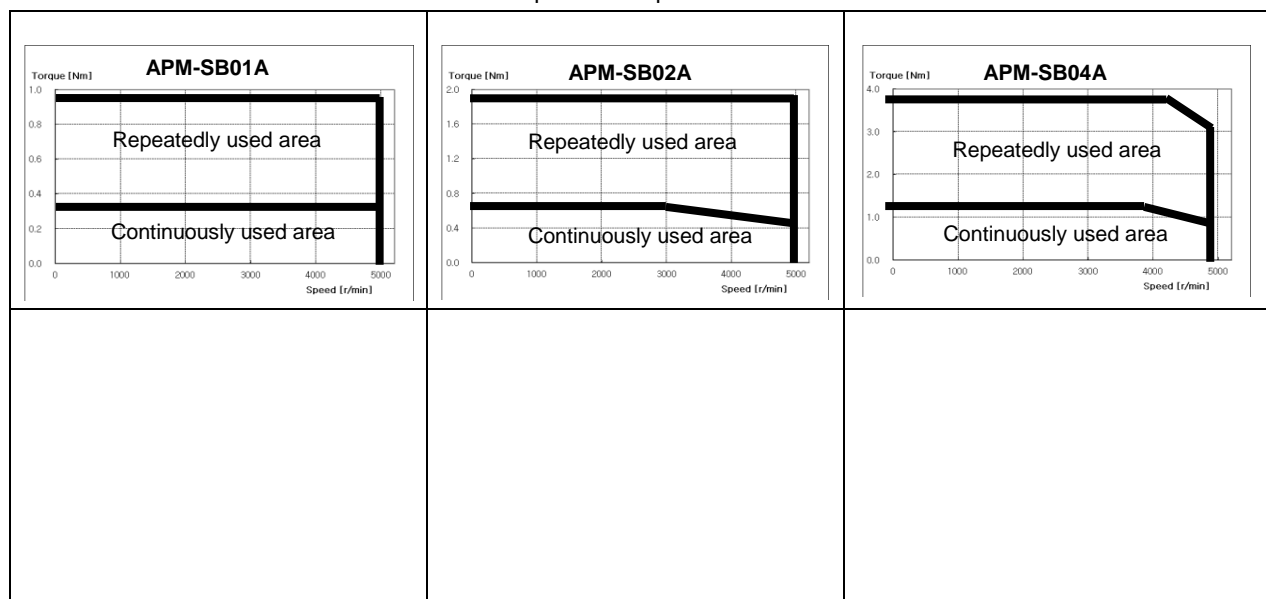 APM-SB01A
Torque [Nm]
1.0
0.8
Repeatedly used area
0.6
0.4
Continuously used area
0.2
0.0
0 1000 2000 3000 4000 5000
Speed [r/min]
APM-SB02A
Torque [Nm]
2.0
1.6
Repeatedly used area
1.2
0.8
Continuously used area
0.4
0.0
0 1000 2000 3000 4000 5000
Speed [r/min]
APM-SB04A
Torque [Nm]
4.0
3.0
Repeatedly used area
2.0
1.0
Continuously used area
0.0
0 1000 2000 3000 4000 5000
Speed [r/min]